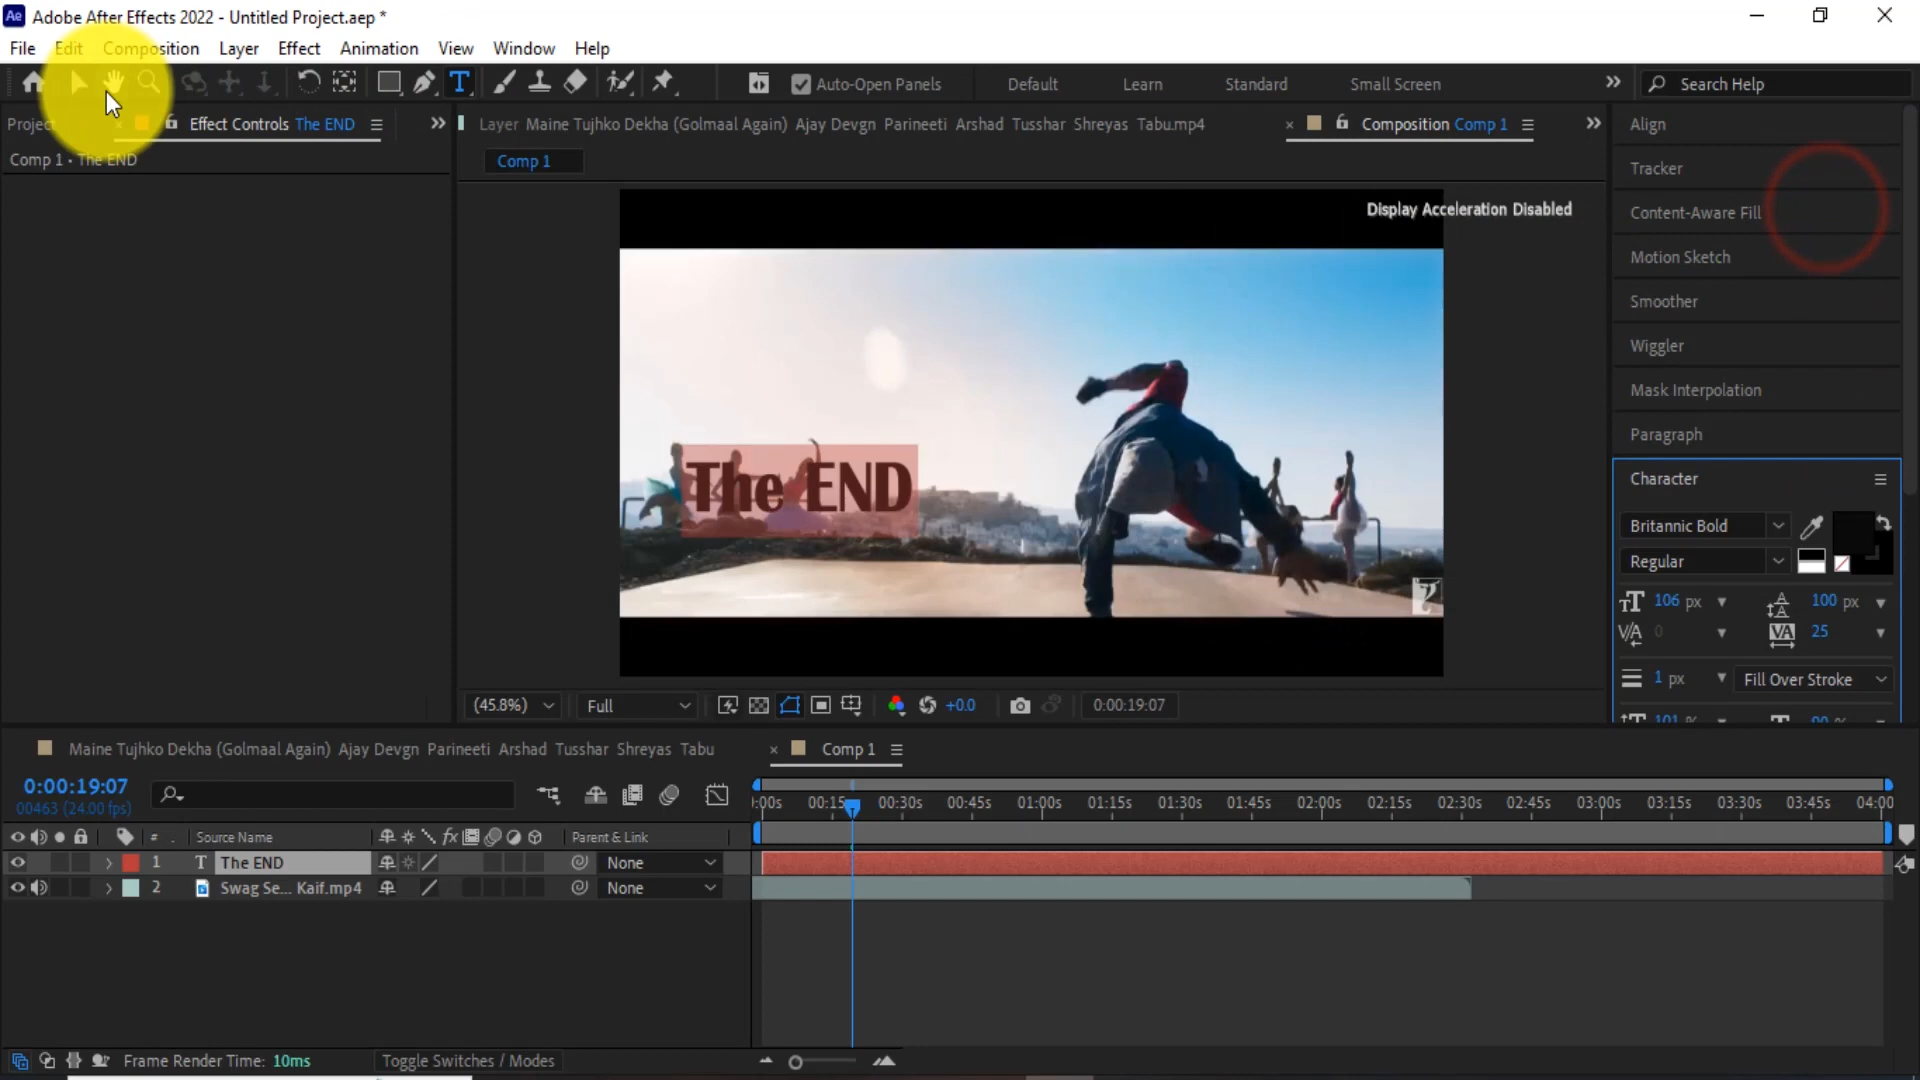 Adobe After Effects 2022 - Untitled Project.aep *
File Edit Composition Layer Effect Animation View Window Help
Auto-Open Panels Default Learn Standard Small Screen Search Help
Project Effect Controls The END
Layer Maine Tujhko Dekha (Golmaal Again) Ajay Devgn Parineeti Arshad Tusshar Shreyas Tabu.mp4 Composition Comp 1
Comp 1 • The END
Comp 1
Display Acceleration Disabled
The END
Align
Tracker
Content-Aware Fill
Motion Sketch
Smoother
Wiggler
Mask Interpolation
Paragraph
Character
Britannic Bold
Regular
106 px 100 px
0 25
1 px Fill Over Stroke
101 % 90 %
(45.8%) Full +0.0 0:00:19:07
Maine Tujhko Dekha (Golmaal Again) Ajay Devgn Parineeti Arshad Tusshar Shreyas Tabu Comp 1
0:00:19:07
00463 (24.00 fps)
:00s 00:15s 00:30s 00:45s 01:00s 01:15s 01:30s 01:45s 02:00s 02:15s 02:30s 02:45s 03:00s 03:15s 03:30s 03:45s 04:00
# . Source Name Parent & Link
1 T The END None
2 Swag Se... Kaif.mp4 None
Frame Render Time: 10ms Toggle Switches / Modes